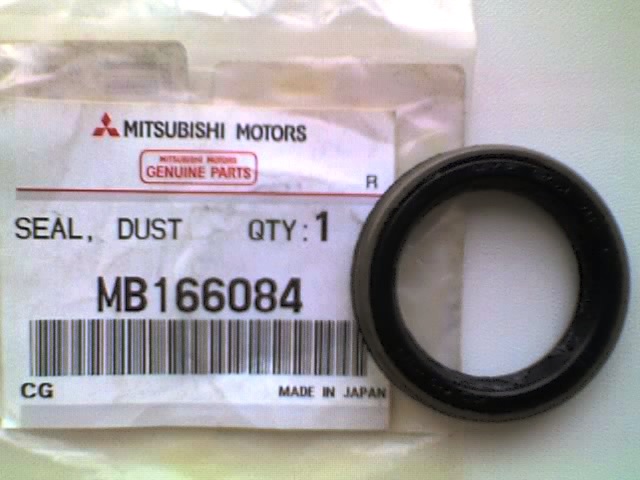 MITSUBISHI MOTORS
MITSUBISHI MOTORS
GENUINE PARTS
R
SEAL, DUST QTY: 1
MB166084
CG MADE IN JAPAN